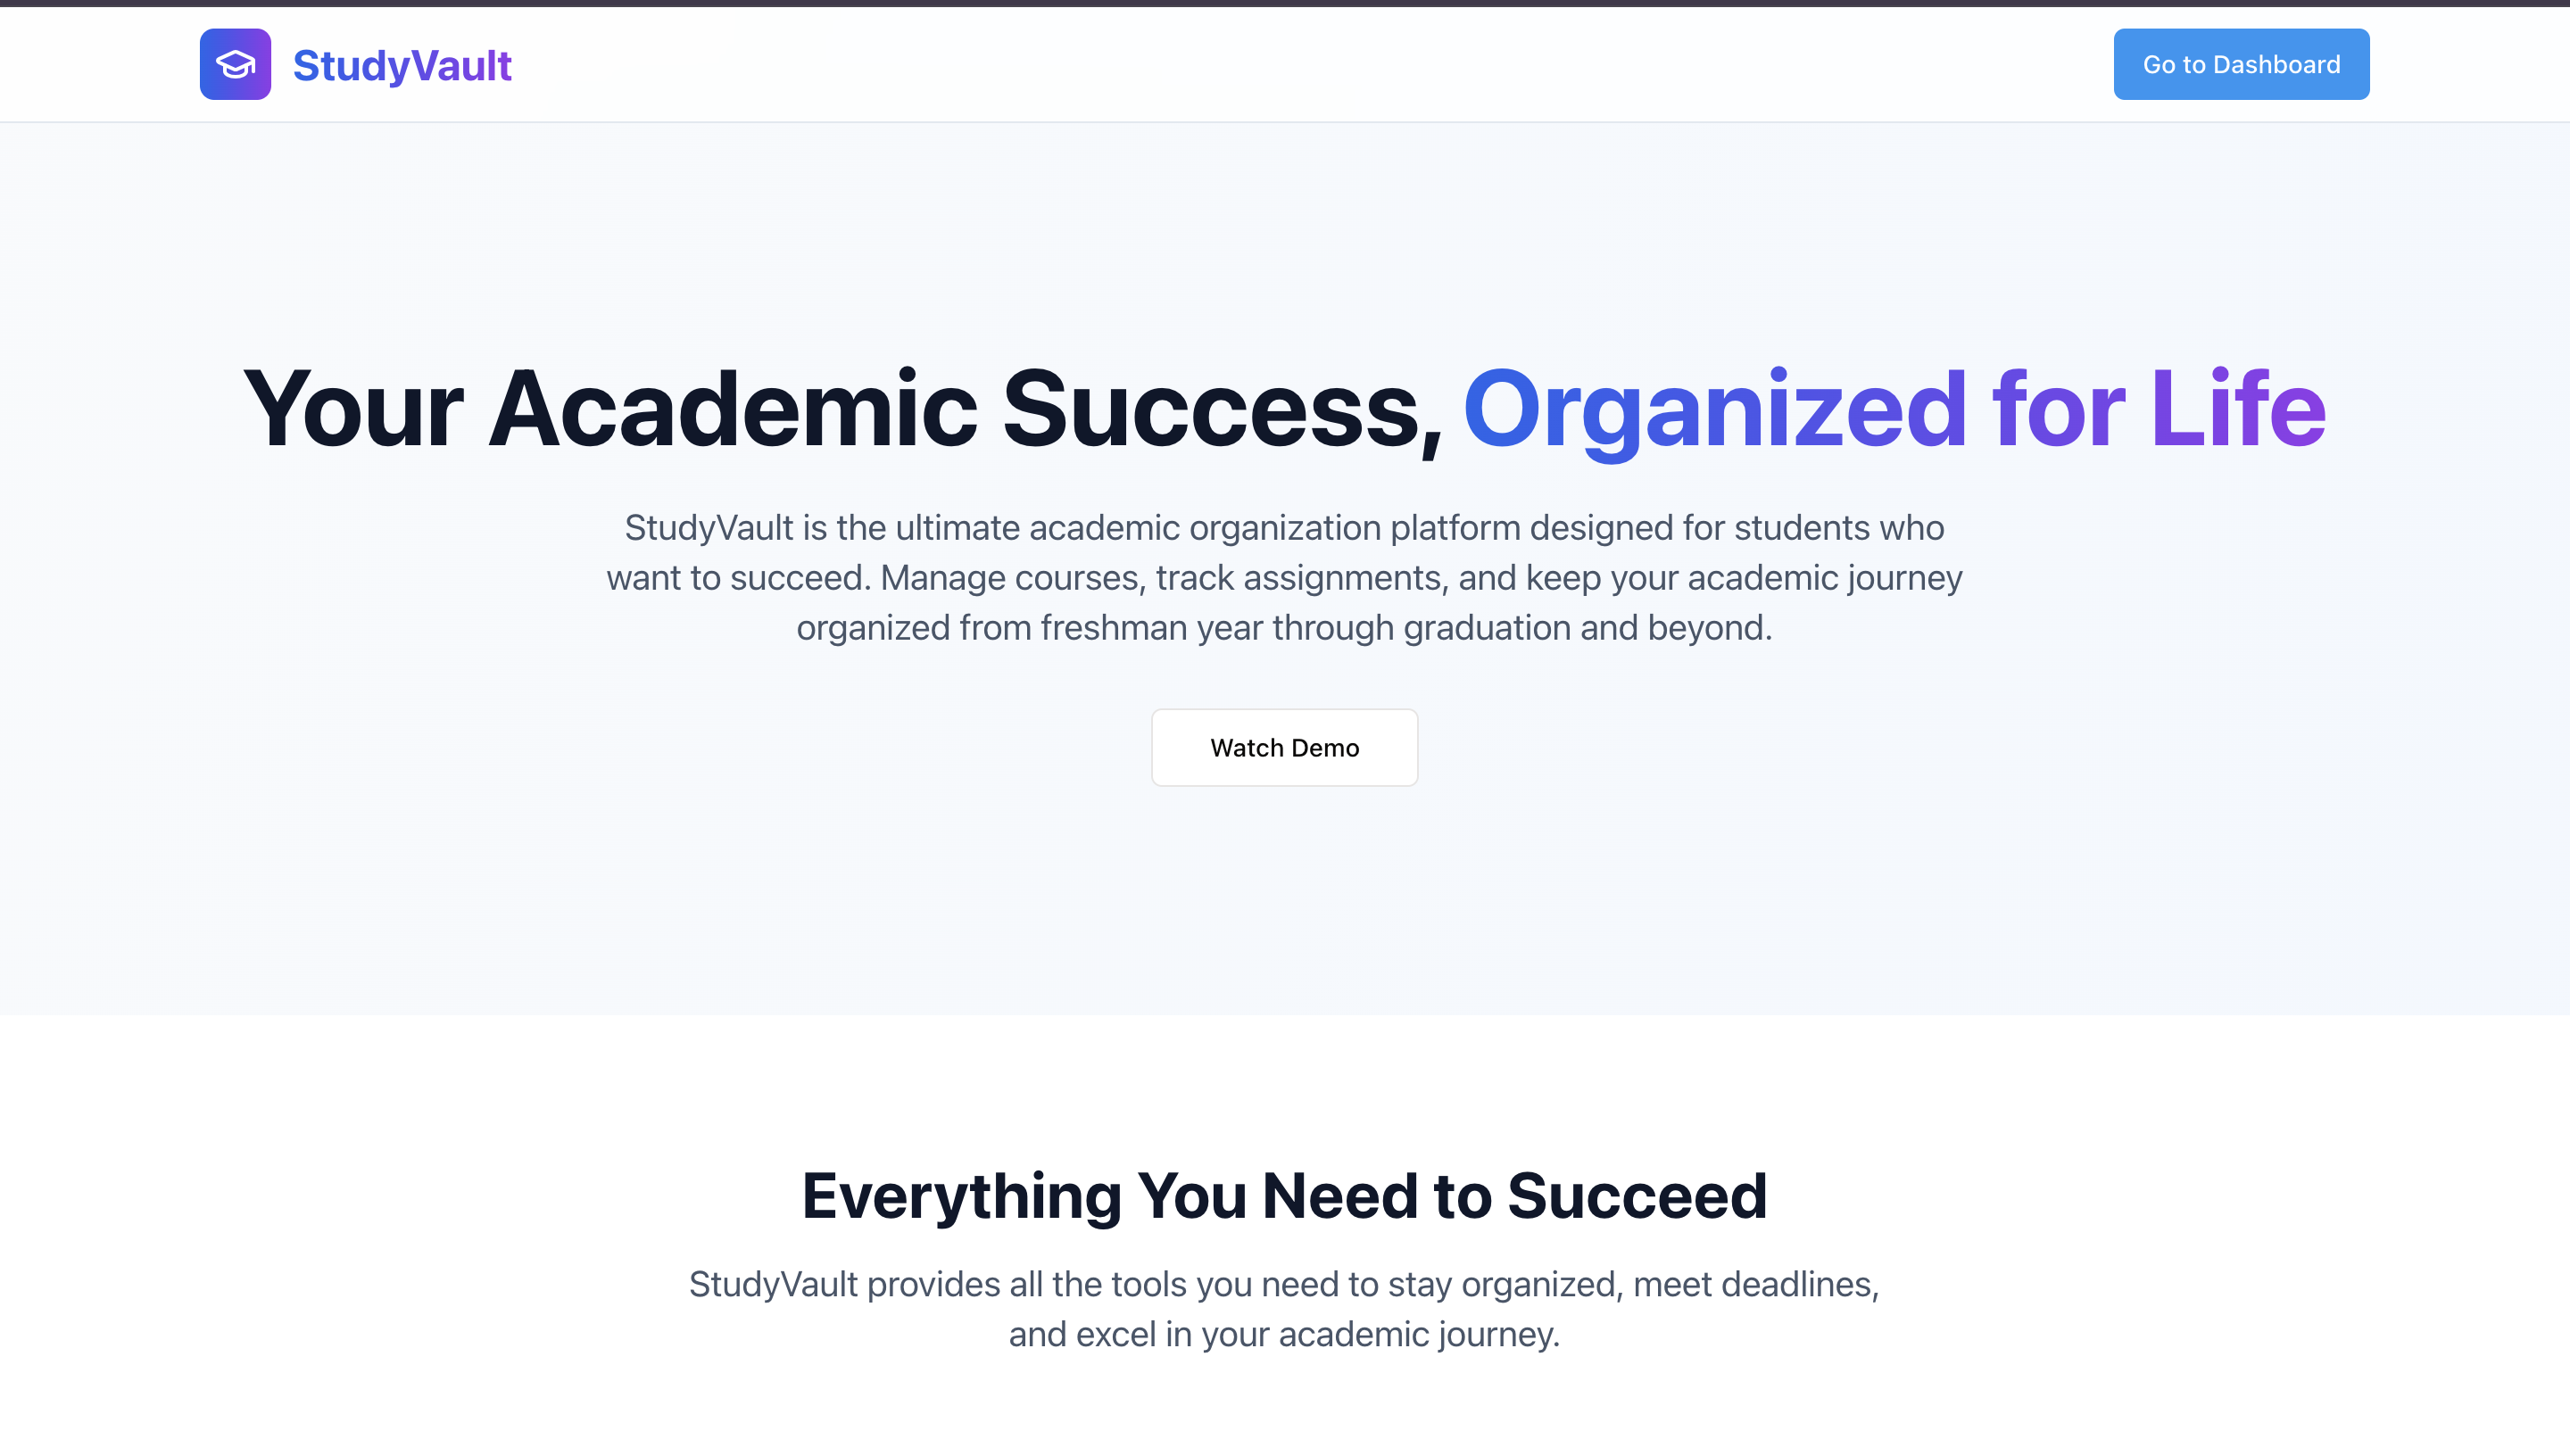 StudyVault
Go to Dashboard
Your Academic Success, Organized for Life
StudyVault is the ultimate academic organization platform designed for students who
want to succeed. Manage courses, track assignments, and keep your academic journey
organized from freshman year through graduation and beyond.
Watch Demo
Everything You Need to Succeed
StudyVault provides all the tools you need to stay organized, meet deadlines,
and excel in your academic journey.